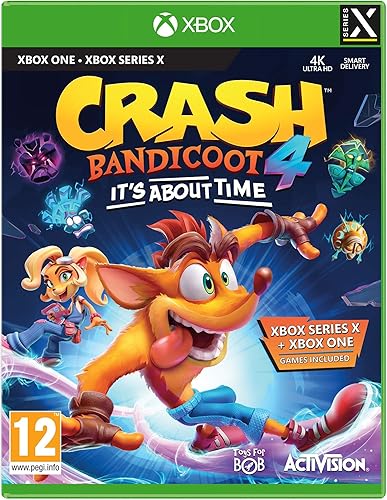 XBOX
SERIES X
XBOX ONE • XBOX SERIES X
4K
ULTRA HD
SMART
DELIVERY
CRASH™
BANDICOOT 4
IT'S ABOUT TIME
XBOX SERIES X
+ XBOX ONE
GAMES INCLUDED
12
www.pegi.info
TOYS FOR
BOB
ACTIVISION